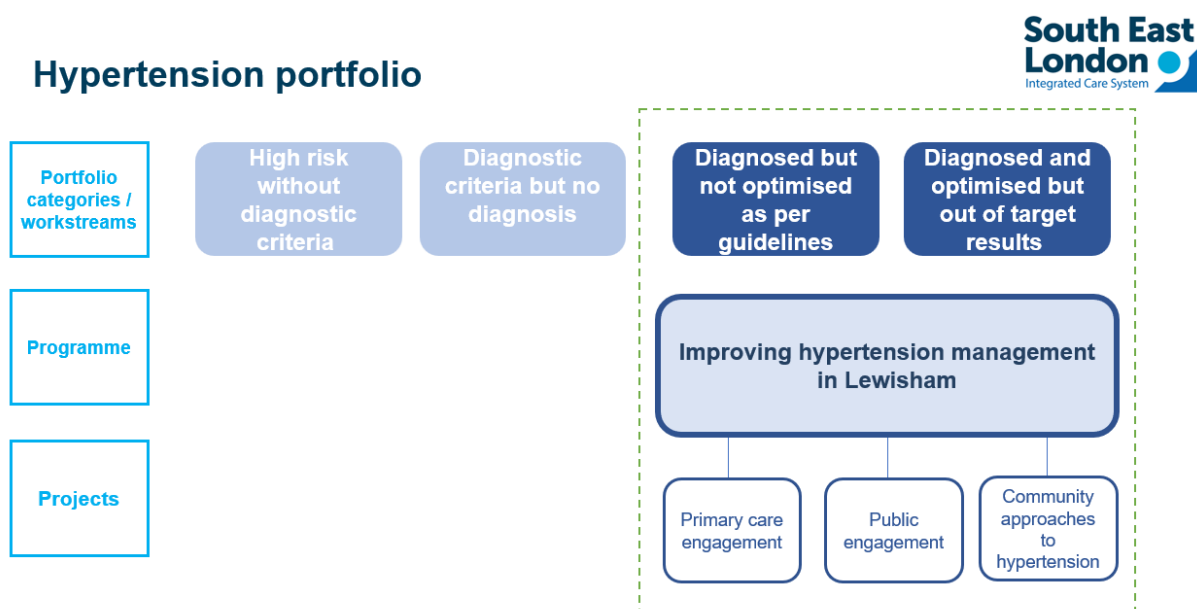 South East
London
Integrated Care System
Hypertension portfolio
Portfolio
categories /
workstreams
High risk
without
diagnostic
criteria
Diagnostic
criteria but no
diagnosis
Diagnosed but
not optimised
as per
guidelines
Diagnosed and
optimised but
out of target
results
Programme
Improving hypertension management
in Lewisham
Projects
Primary care
engagement
Public
engagement
Community
approaches
to
hypertension